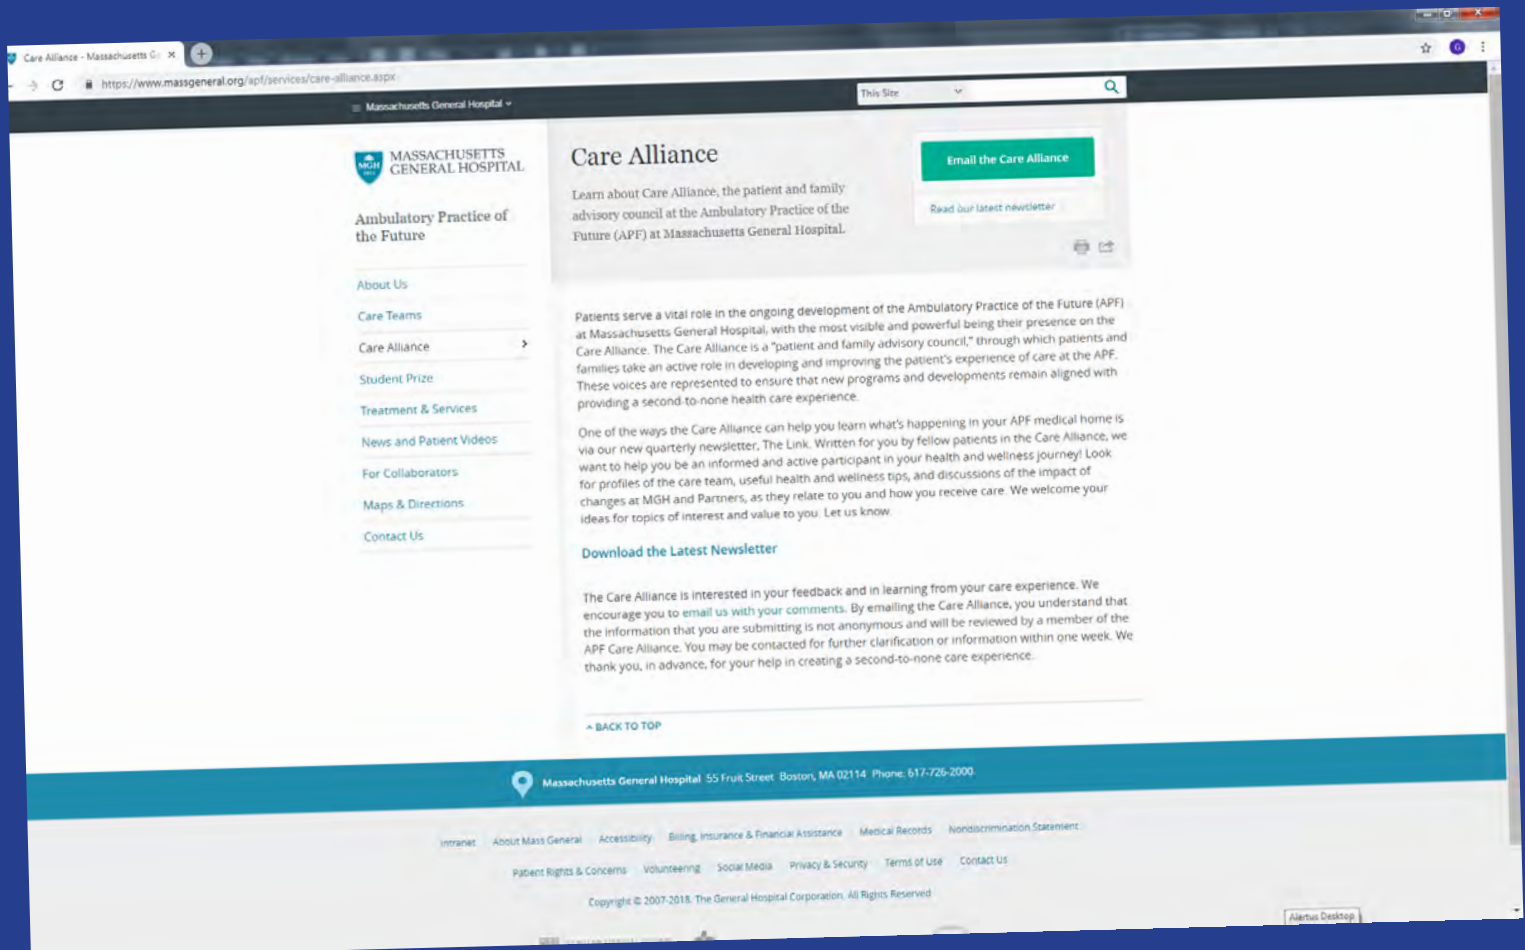 Care Alliance - Massachusetts Ge
https://www.massgeneral.org/apf/services/care-alliance.aspx
G
Massachusetts General Hospital
This Site
MGH
1811
MASSACHUSETTS
GENERAL HOSPITAL
Ambulatory Practice of
the Future
About Us
Care Teams
Care Alliance
Student Prize
Treatment & Services
News and Patient Videos
For Collaborators
Maps & Directions
Contact Us
Care Alliance
Learn about Care Alliance, the patient and family
advisory council at the Ambulatory Practice of the
Future (APF) at Massachusetts General Hospital.
Email the Care Alliance
Read our latest newsletter
Patients serve a vital role in the ongoing development of the Ambulatory Practice of the Future (APF)
at Massachusetts General Hospital, with the most visible and powerful being their presence on the
Care Alliance. The Care Alliance is a "patient and family advisory council," through which patients and
families take an active role in developing and improving the patient's experience of care at the APF.
These voices are represented to ensure that new programs and developments remain aligned with
providing a second-to-none health care experience.
One of the ways the Care Alliance can help you learn what's happening in your APF medical home is
via our new quarterly newsletter, The Link. Written for you by fellow patients in the Care Alliance, we
want to help you be an informed and active participant in your health and wellness journey! Look
for profiles of the care team, useful health and wellness tips, and discussions of the impact of
changes at MGH and Partners, as they relate to you and how you receive care. We welcome your
ideas for topics of interest and value to you. Let us know.
Download the Latest Newsletter
The Care Alliance is interested in your feedback and in learning from your care experience. We
encourage you to email us with your comments. By emailing the Care Alliance, you understand that
the information that you are submitting is not anonymous and will be reviewed by a member of the
APF Care Alliance. You may be contacted for further clarification or information within one week. We
thank you, in advance, for your help in creating a second-to-none care experience.
BACK TO TOP
Massachusetts General Hospital 55 Fruit Street Boston, MA 02114 Phone: 617-726-2000
Intranet About Mass General Accessibility Billing, Insurance & Financial Assistance Medical Records Nondiscrimination Statement
Patient Rights & Concerns Volunteering Social Media Privacy & Security Terms of Use Contact Us
Copyright © 2007-2018. The General Hospital Corporation. All Rights Reserved
Alertus Desktop